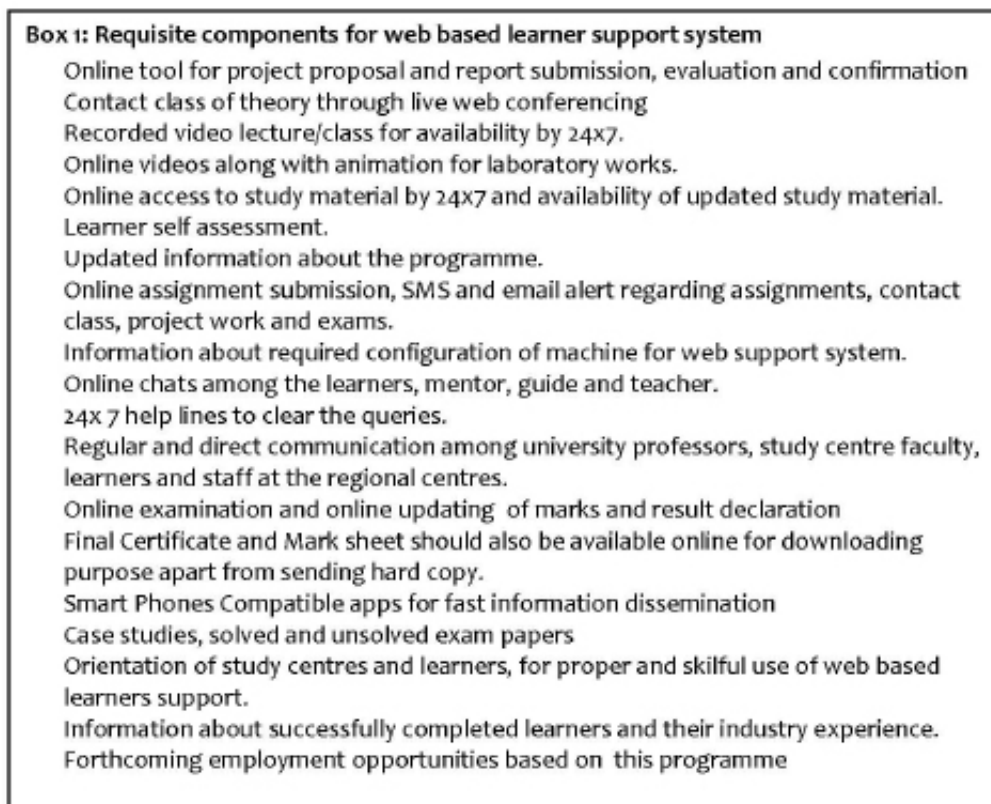 Box 1: Requisite components for web based learner support system
Online tool for project proposal and report submission, evaluation and confirmation
Contact class of theory through live web conferencing
Recorded video lecture/class for availability by 24x7.
Online videos along with animation for laboratory works.
Online access to study material by 24x7 and availability of updated study material.
Learner self assessment.
Updated information about the programme.
Online assignment submission, SMS and email alert regarding assignments, contact
class, project work and exams.
Information about required configuration of machine for web support system.
Online chats among the learners, mentor, guide and teacher.
24x 7 help lines to clear the queries.
Regular and direct communication among university professors, study centre faculty,
learners and staff at the regional centres.
Online examination and online updating of marks and result declaration
Final Certificate and Mark sheet should also be available online for downloading
purpose apart from sending hard copy.
Smart Phones Compatible apps for fast information dissemination
Case studies, solved and unsolved exam papers
Orientation of study centres and learners, for proper and skilful use of web based
learners support.
Information about successfully completed learners and their industry experience.
Forthcoming employment opportunities based on this programme